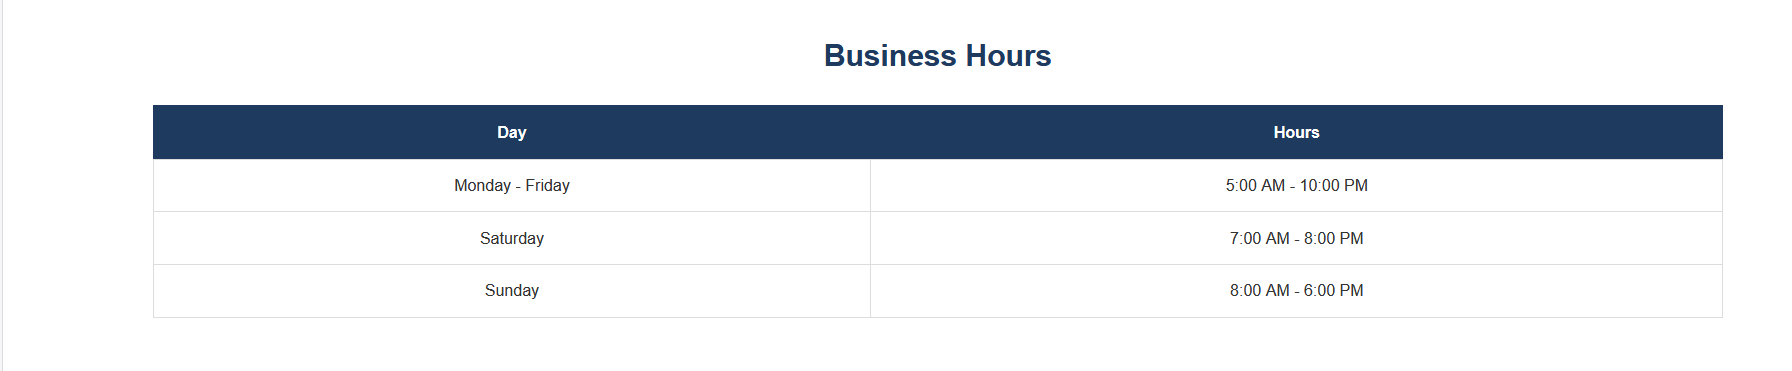 Business Hours
Day Hours
Monday - Friday 5:00 AM - 10:00 PM
Saturday 7:00 AM - 8:00 PM
Sunday 8:00 AM - 6:00 PM